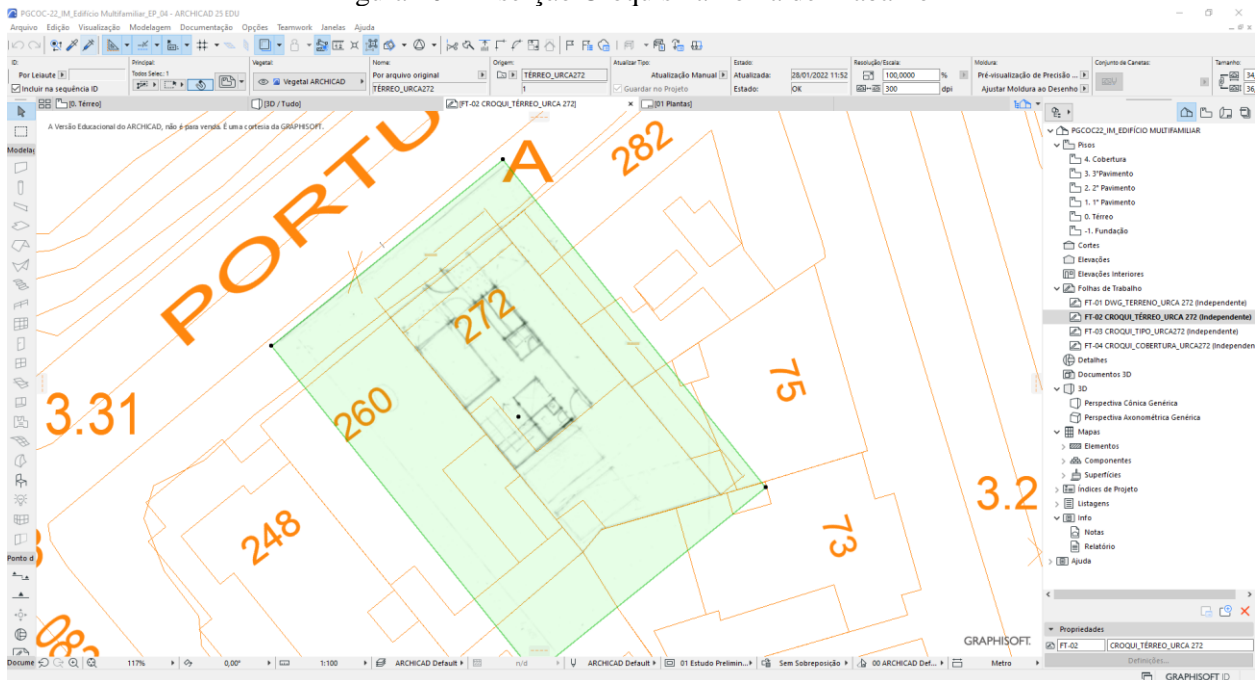 PGCOC-22_IM_Edifício Multifamiliar_EP_04 - ARCHICAD 25 EDU
Arquivo Edição Visualização Modelagem Documentação Opções Teamwork Janelas Ajuda
ID: Principal: Vegetal: Nome: Origem: Atualizar Tipo: Estado: Resolução/Escala: Moldura: Conjunto de Canetas: Tamanho:
Por Leiaute Todos Selec.: 1 Vegetal ARCHICAD Por arquivo original TÉRREO_URCA272 Atualização Manual Atualizada: 28/01/2022 11:52 100,0000 % Pré-visualização de Precisão ... 34,
Incluir na sequência ID TÉRREO_URCA272 1 Guardar no Projeto Estado: OK 300 dpi Ajustar Moldura ao Desenho 36,
[0. Térreo] [3D / Tudo] [FT-02 CROQUI_TÉRREO_URCA 272] [01 Plantas]
A Versão Educacional do ARCHICAD, não é para venda. É uma cortesia da GRAPHISOFT.
Modela
Ponto d
Docume
PORTU
A
282
272
260
3.31
75
3.2
248
73
GRAPHISOFT.
PGCOC22_IM_EDIFÍCIO MULTIFAMILIAR
Pisos
4. Cobertura
3. 3ºPavimento
2. 2º Pavimento
1. 1º Pavimento
0. Térreo
-1. Fundação
Cortes
Elevações
Elevações Interiores
Folhas de Trabalho
FT-01 DWG_TERRENO_URCA 272 (Independente)
FT-02 CROQUI_TÉRREO_URCA 272 (Independente)
FT-03 CROQUI_TIPO_URCA272 (Independente)
FT-04 CROQUI_COBERTURA_URCA272 (Independen
Detalhes
Documentos 3D
3D
Perspectiva Cônica Genérica
Perspectiva Axonométrica Genérica
Mapas
Elementos
Componentes
Superfícies
Índices de Projeto
Listagens
Info
Notas
Relatório
Ajuda
Propriedades
FT-02 CROQUI_TÉRREO_URCA 272
Definições...
117% 0,00° 1:100 ARCHICAD Default n/d ARCHICAD Default 01 Estudo Prelimin... Sem Sobreposição 00 ARCHICAD Def... Metro
GRAPHISOFT ID